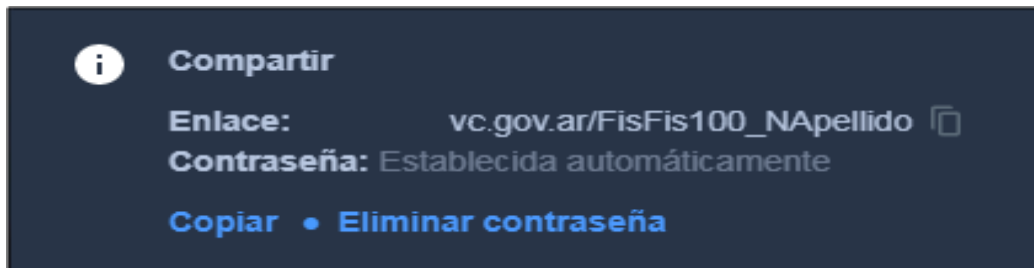 Compartir
Enlace: vc.gov.ar/FisFis100_NApellido
Contraseña: Establecida automáticamente
Copiar • Eliminar contraseña